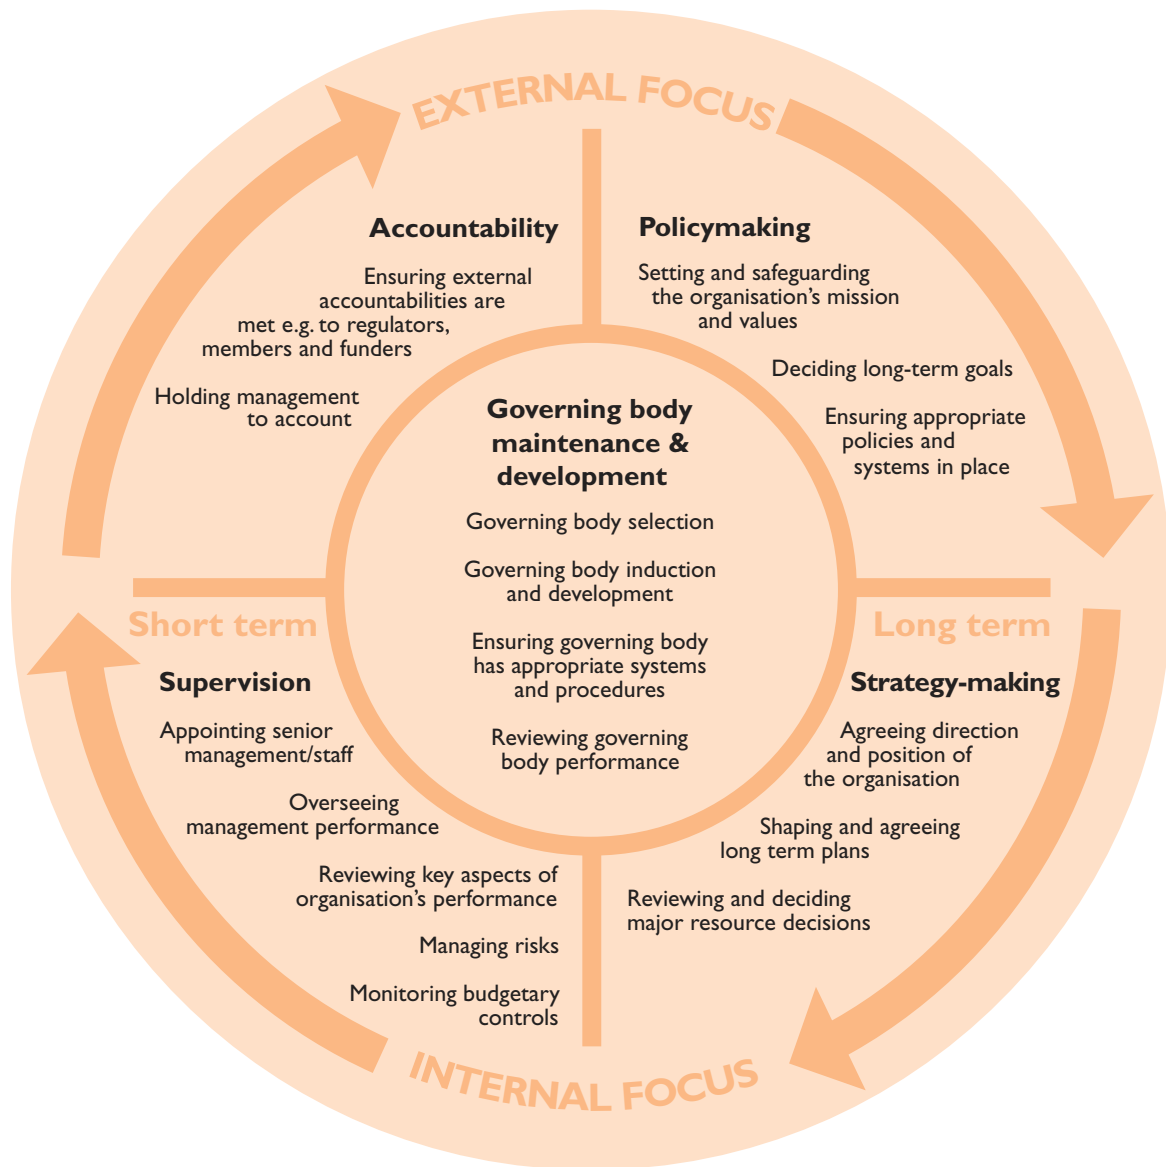 EXTERNAL FOCUS
Accountability
Ensuring external
accountabilities are
met e.g. to regulators,
members and funders
Holding management
to account
Policymaking
Setting and safeguarding
the organisation’s mission
and values
Deciding long-term goals
Ensuring appropriate
policies and
systems in place
Governing body
maintenance &
development
Governing body selection
Governing body induction
and development
Ensuring governing body
has appropriate systems
and procedures
Reviewing governing
body performance
Short term
Long term
Supervision
Appointing senior
management/staff
Overseeing
management performance
Reviewing key aspects of
organisation’s performance
Managing risks
Monitoring budgetary
controls
Strategy-making
Agreeing direction
and position of
the organisation
Shaping and agreeing
long term plans
Reviewing and deciding
major resource decisions
INTERNAL FOCUS